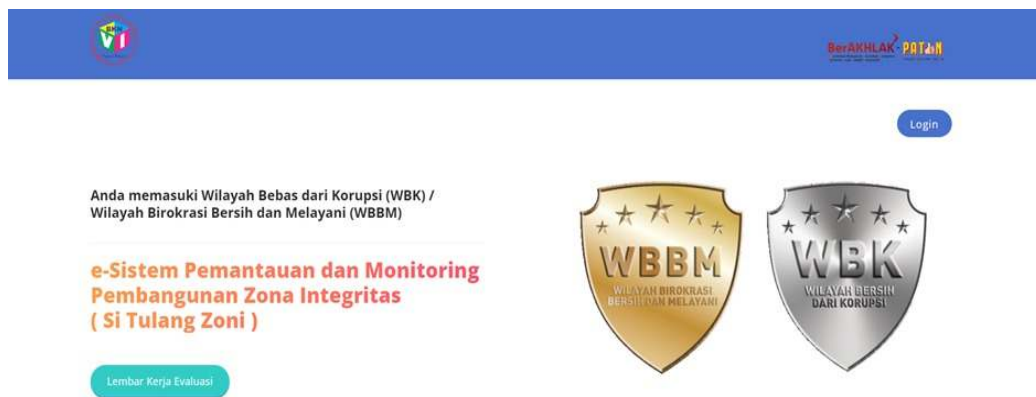 BerAKHLAK PATEN
Login
Anda memasuki Wilayah Bebas dari Korupsi (WBK) /
Wilayah Birokrasi Bersih dan Melayani (WBBM)
e-Sistem Pemantauan dan Monitoring
Pembangunan Zona Integritas
( Si Tulang Zoni )
Lembar Kerja Evaluasi
WBBM
WILAYAH BIROKRASI
BERSIH DAN MELAYANI
WBK
WILAYAH BERSIH
DARI KORUPSI